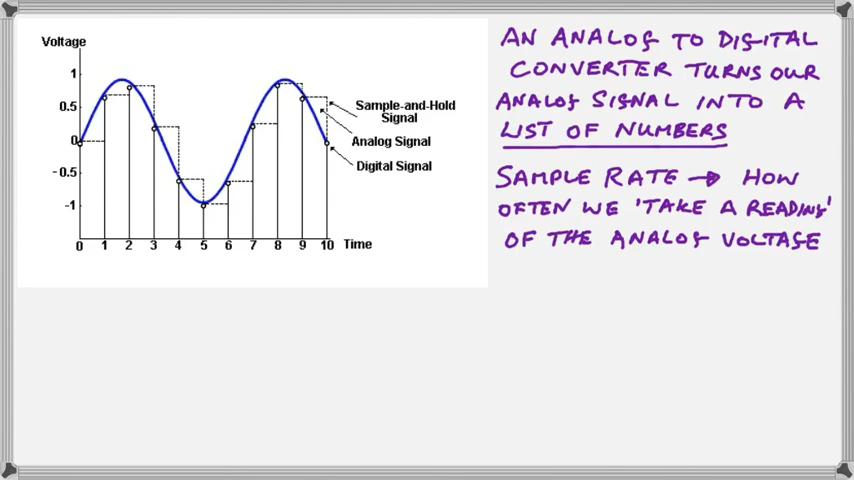 Voltage
1
0.5
0
-0.5
-1
0 1 2 3 4 5 6 7 8 9 10 Time
Sample-and-Hold
Signal
Analog Signal
Digital Signal
AN ANALOG TO DIGITAL
CONVERTER TURNS OUR
ANALOG SIGNAL INTO A
LIST OF NUMBERS
SAMPLE RATE → HOW
OFTEN WE 'TAKE A READING'
OF THE ANALOG VOLTAGE